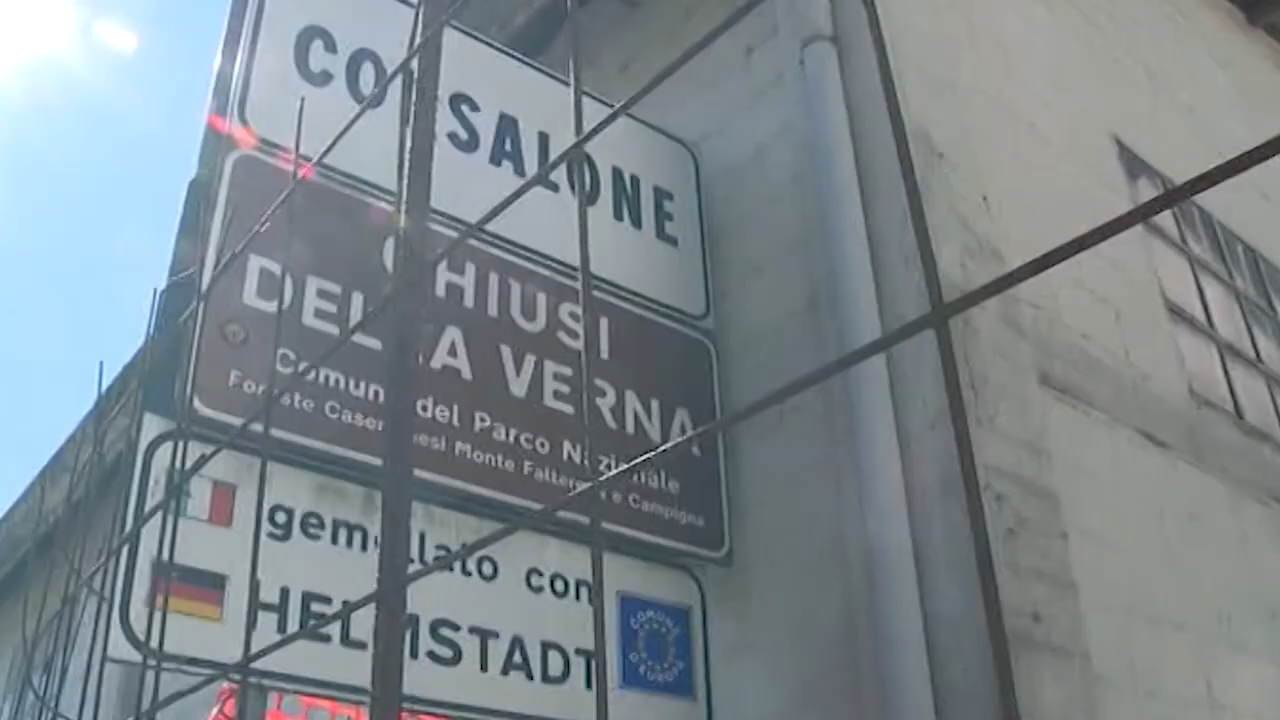 CORSALONE
CHIUSI
DELLA VERNA
Comune del Parco Nazionale
Foreste Casentinesi Monte Falterona e Campigna
gemellato con
HELMSTADT
COMUNE
D'EUROPA